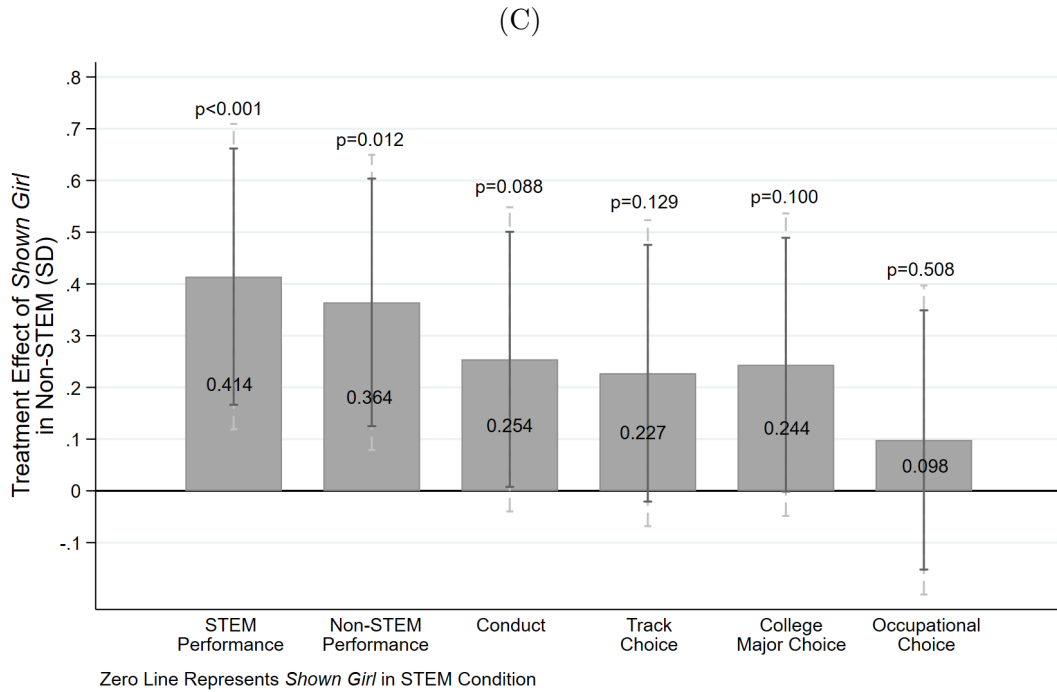 (C)
Treatment Effect of Shown Girl
in Non-STEM (SD)
.8
.7
.6
.5
.4
.3
.2
.1
0
-.1
p<0.001
p=0.012
p=0.088
p=0.129
p=0.100
p=0.508
0.414
0.364
0.254
0.227
0.244
0.098
STEM
Performance
Non-STEM
Performance
Conduct
Track
Choice
College
Major Choice
Occupational
Choice
Zero Line Represents Shown Girl in STEM Condition